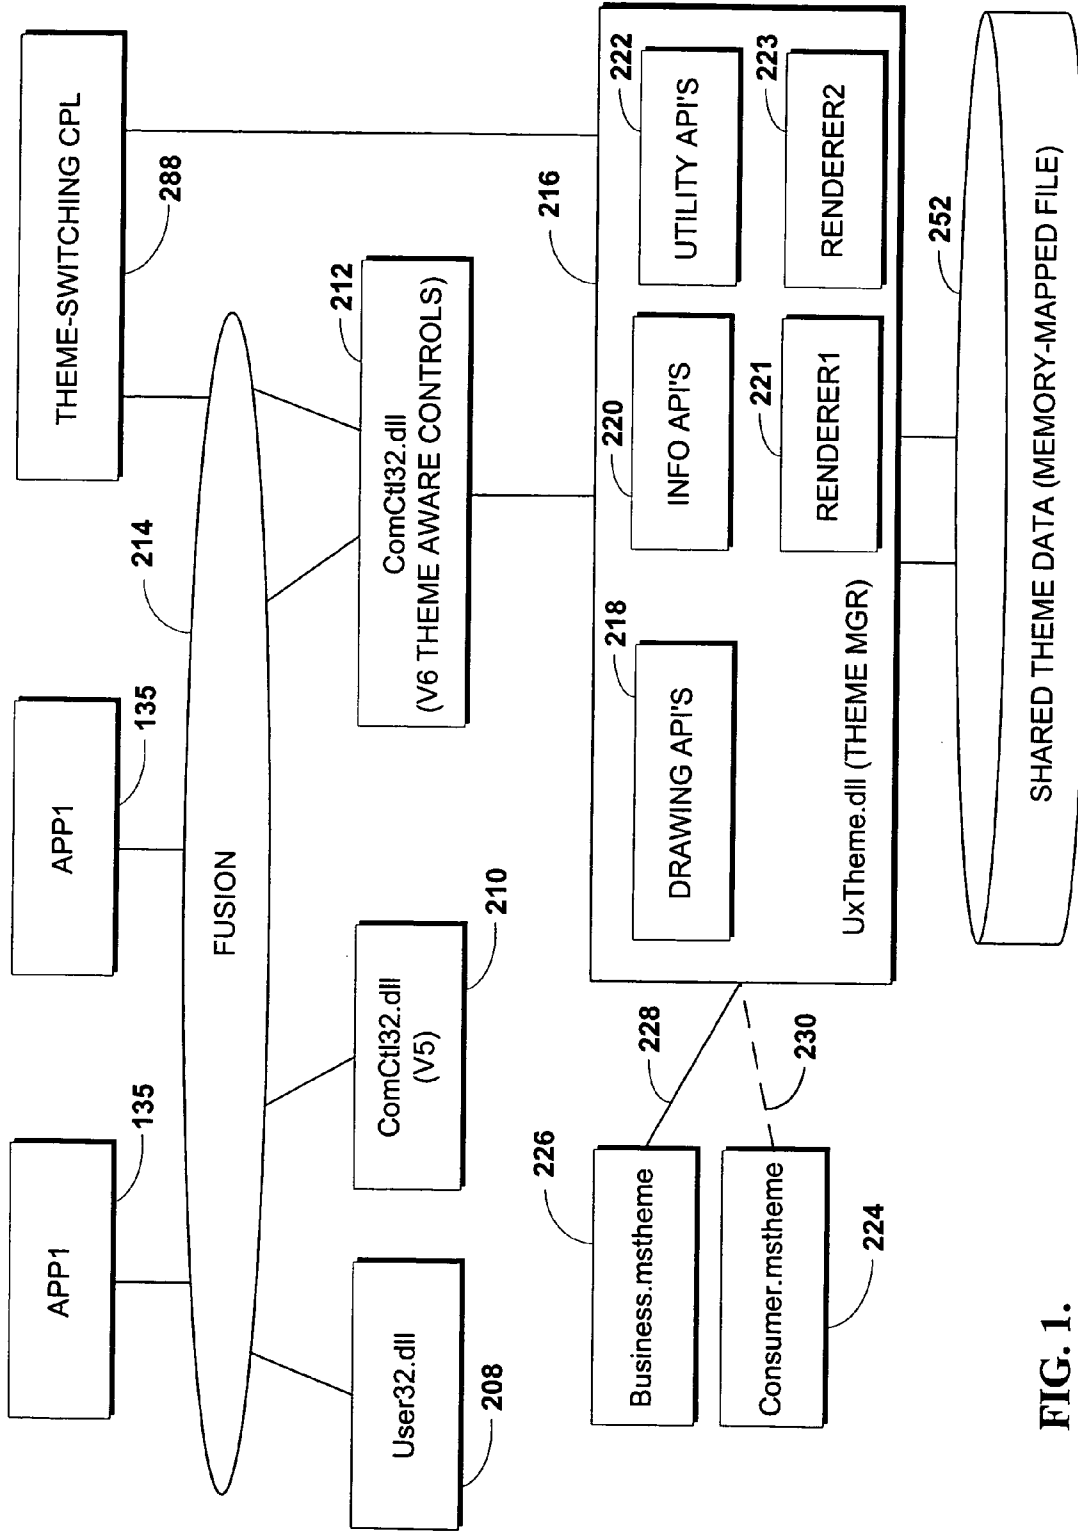 APP1
135
APP1
135
THEME-SWITCHING CPL
288
214
FUSION
User32.dll
208
ComCtl32.dll
(V5)
210
ComCtl32.dll
(V6 THEME AWARE CONTROLS)
212
216
226
Business.mstheme
228
Consumer.mstheme
224
230
218
DRAWING API'S
220
INFO API'S
222
UTILITY API'S
221
RENDERER1
223
RENDERER2
UxTheme.dll (THEME MGR)
252
SHARED THEME DATA (MEMORY-MAPPED FILE)
FIG. 1.